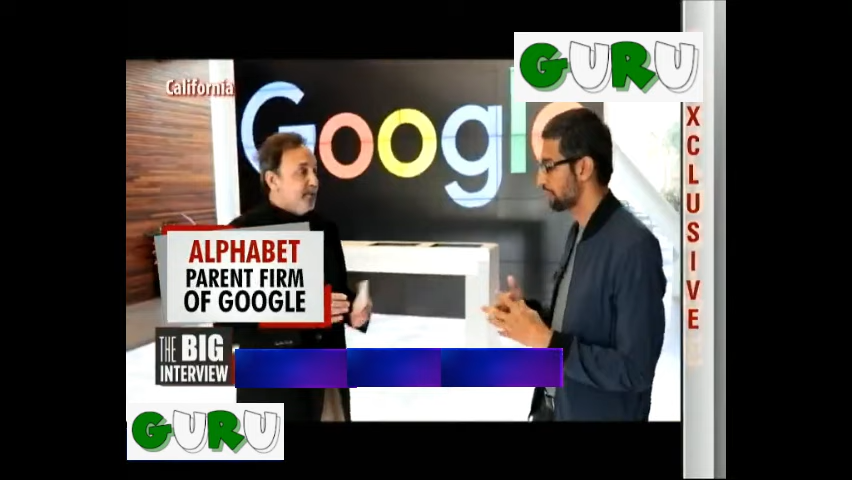 GURU
California
Google
XCLUSIVE
ALPHABET
PARENT FIRM
OF GOOGLE
THE BIG
INTERVIEW
GURU